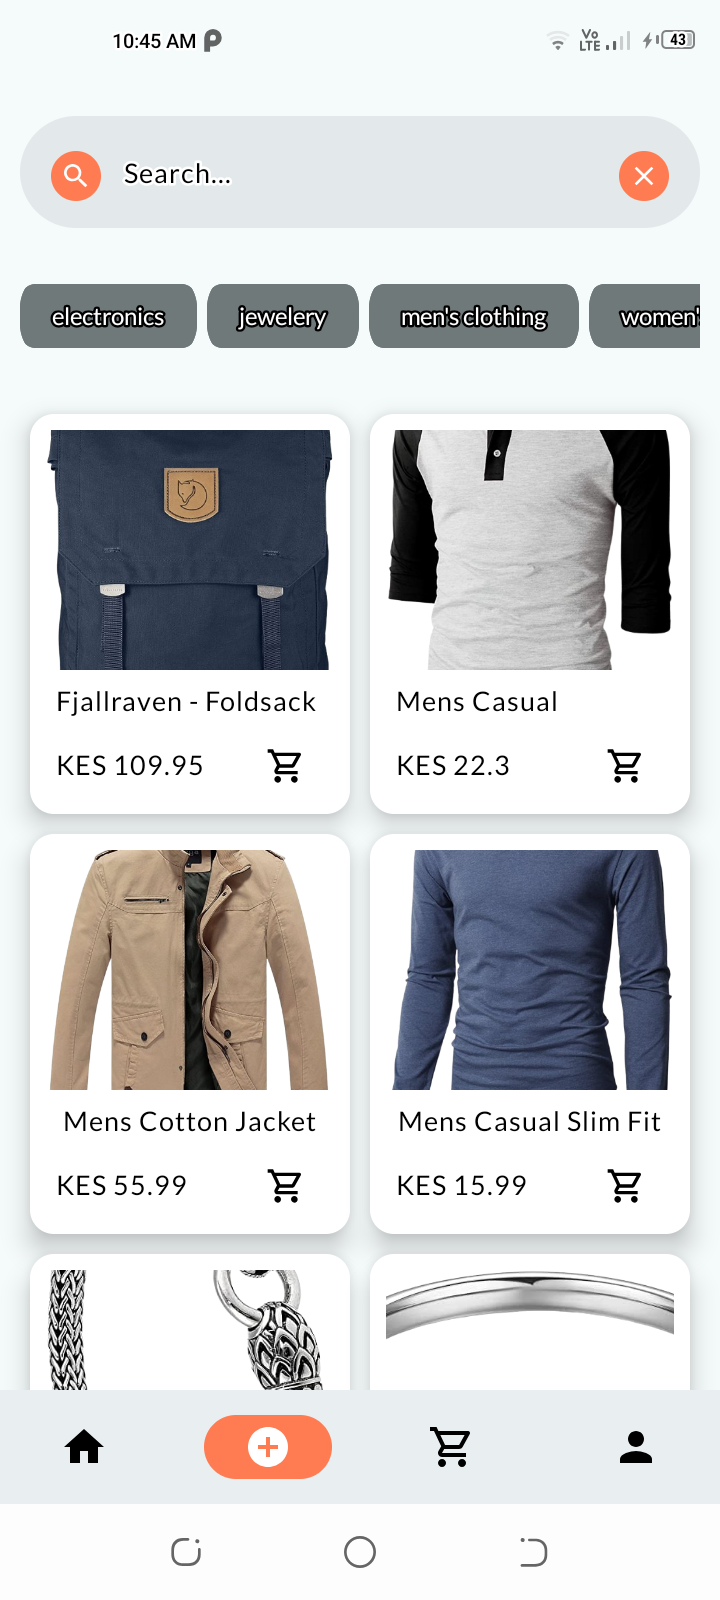 10:45 AM
Vo
LTE
43
Search...
electronics jewelery men's clothing women's
Fjallraven - Foldsack Mens Casual
KES 109.95 KES 22.3
Mens Cotton Jacket Mens Casual Slim Fit
KES 55.99 KES 15.99